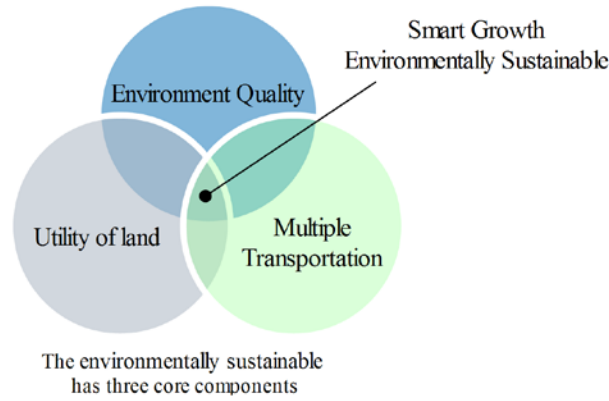 Smart Growth
Environmentally Sustainable
Environment Quality
Utility of land
Multiple
Transportation
The environmentally sustainable
has three core components